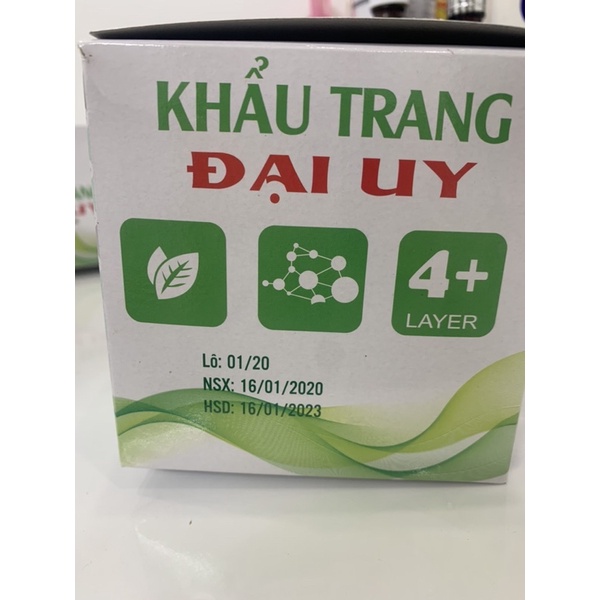 KHẨU TRANG
ĐẠI UY
4+
LAYER
Lô: 01/20
NSX: 16/01/2020
HSD: 16/01/2023